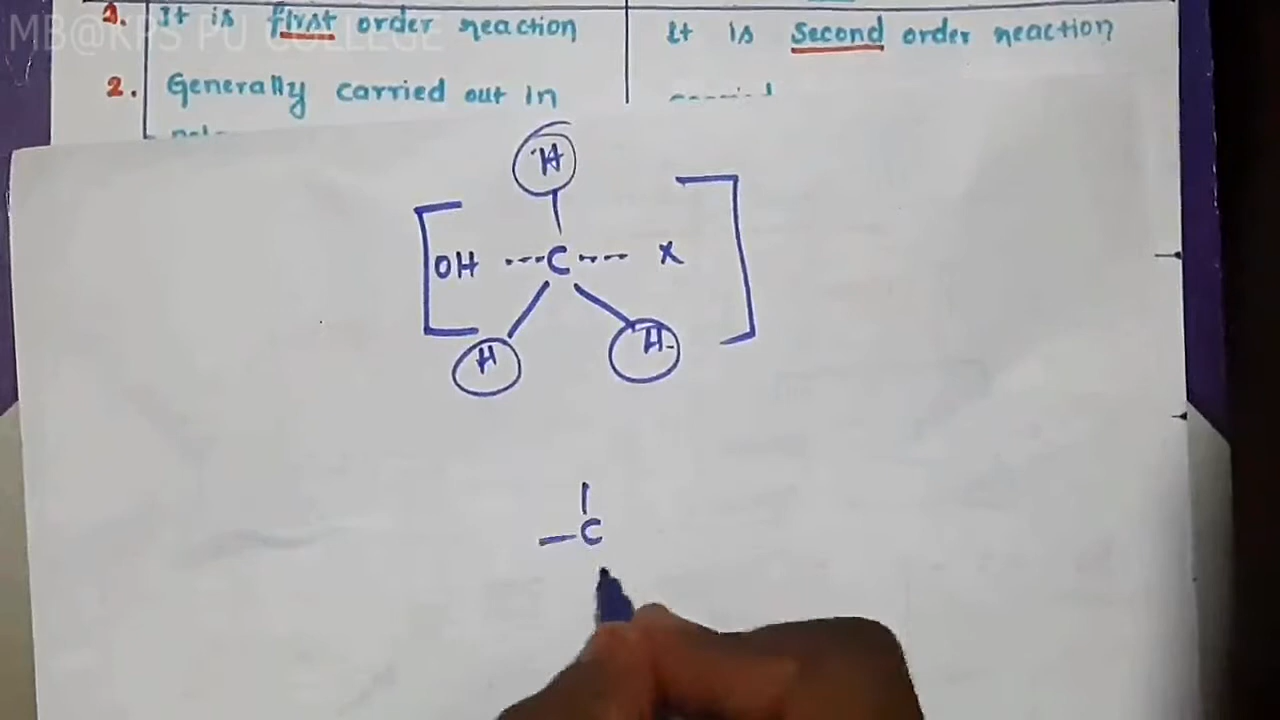 MB@KPS PU COLLEGE
1. It is first order reaction
It is Second order reaction
2. Generally carried out in
H
OH ---C--- X
H H
C